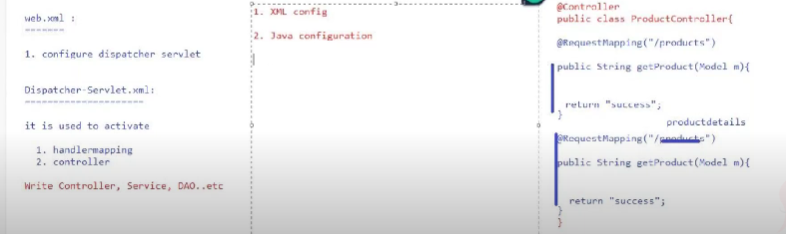 web.xml :
--------
1. configure dispatcher servlet
Dispatcher-Servlet.xml:
-----------------------
it is used to activate
1. handlermapping
2. controller
Write Controller, Service, DAO..etc
1. XML config
2. Java configuration
@Controller
public class ProductController{
@RequestMapping("/products")
public String getProduct(Model m){
return "success";
}
productdetails
@RequestMapping("/products")
public String getProduct(Model m){
return "success";
}
}